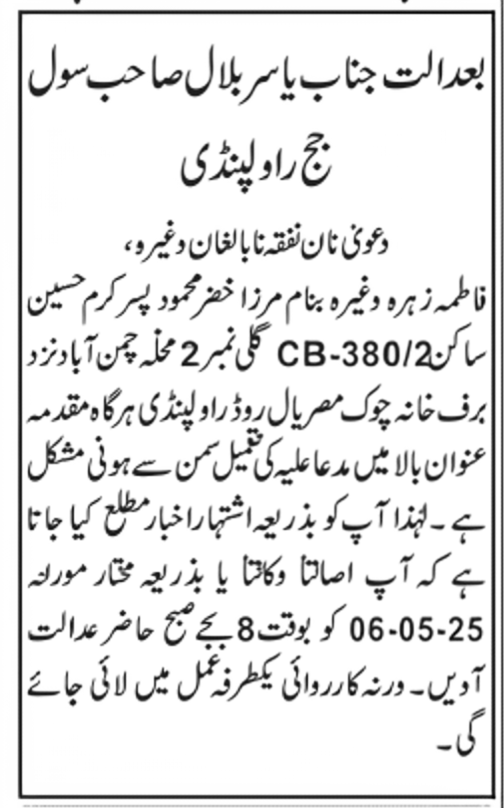 بعدالت جناب یاسر بلال صاحب سول
جج راولپنڈی
دعویٰ نان نفقہ نابالغان وغیرہ،
فاطمہ زہرہ وغیرہ بنام مرزا خضر محمود پسر کرم حسین
ساکن CB-380/2 گلی نمبر 2 محلّہ چمن آباد نزد
برف خانہ چوک مصریال روڈ راولپنڈی ہر گاہ مقدمہ
عنوان بالا میں مدعا علیہ کی تعمیل سمن سے ہونی مشکل
ہے ۔ لہٰذا آپ کو بذریعہ اشتہار اخبار مطلع کیا جاتا
ہے کہ آپ اصالتاً وکالتاً یا بذریعہ مختار مورنہ
06-05-25 کو بوقت 8 بجے صبح حاضر عدالت
آویں۔ ورنہ کارروائی یکطرفہ عمل میں لائی جائے
گی۔